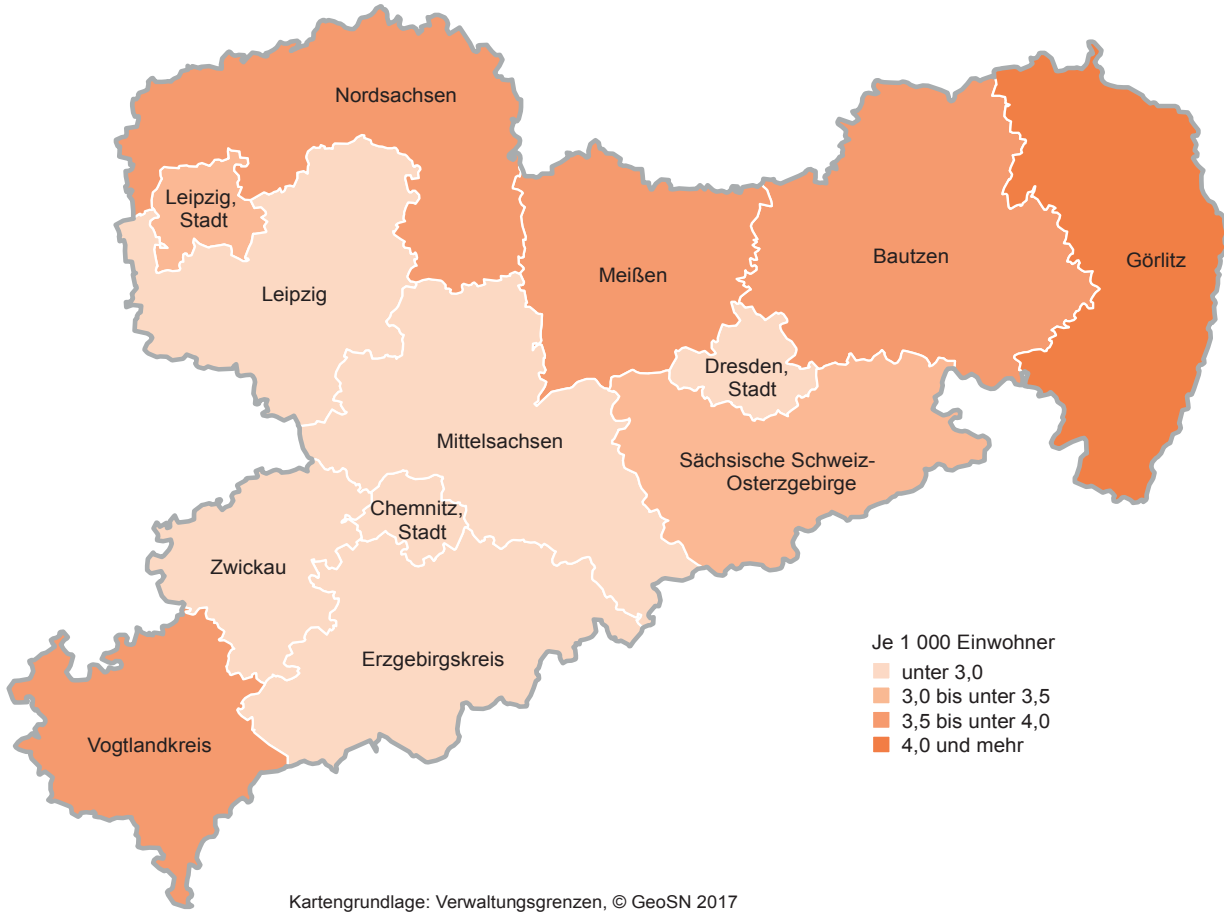 Nordsachsen
Leipzig,
Stadt
Leipzig
Meißen
Bautzen
Görlitz
Dresden,
Stadt
Mittelsachsen
Sächsische Schweiz-
Osterzgebirge
Chemnitz,
Stadt
Zwickau
Erzgebirgskreis
Vogtlandkreis
Je 1 000 Einwohner
unter 3,0
3,0 bis unter 3,5
3,5 bis unter 4,0
4,0 und mehr
Kartengrundlage: Verwaltungsgrenzen, © GeoSN 2017